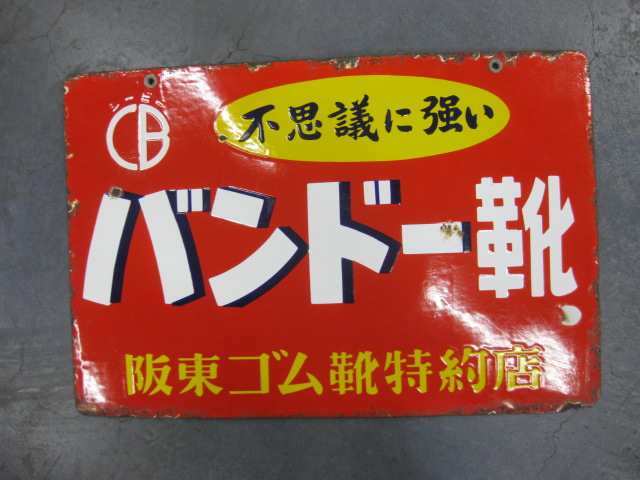 シービー
CB
不思議に強い
バンドー靴
阪東ゴム靴特約店